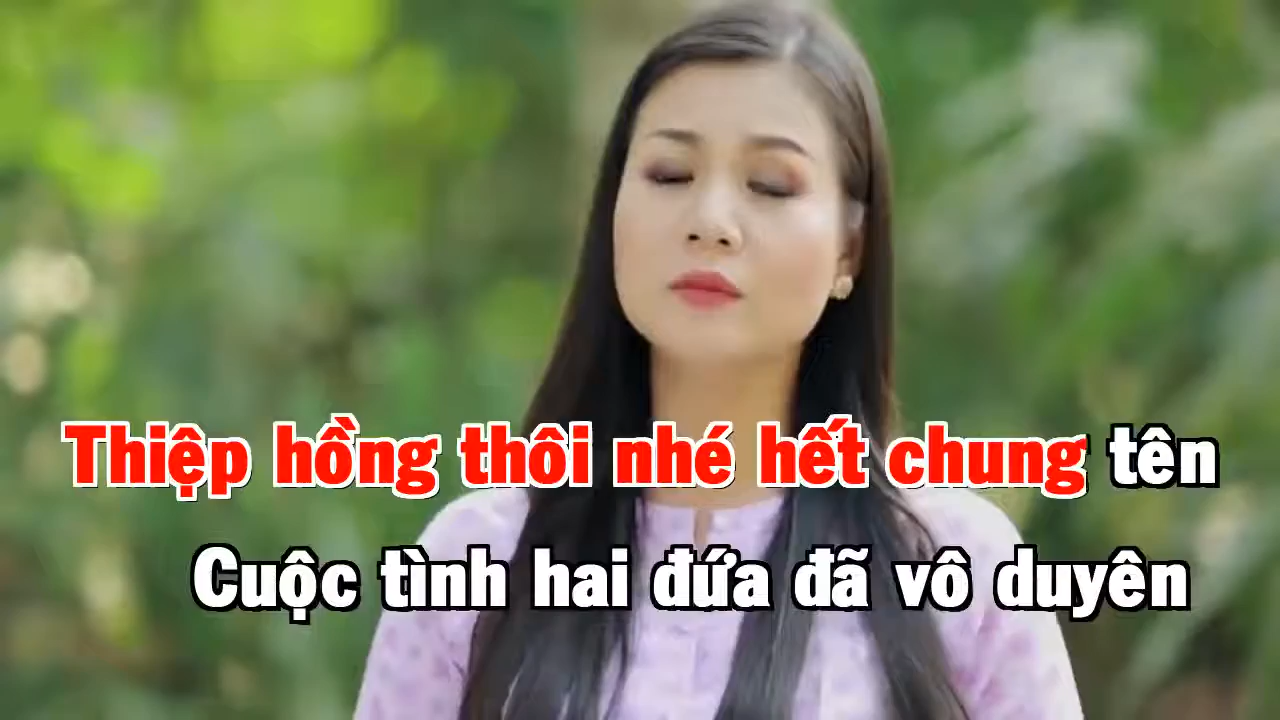 Thiệp hồng thôi nhé hết chung tên
Cuộc tình hai đứa đã vô duyên